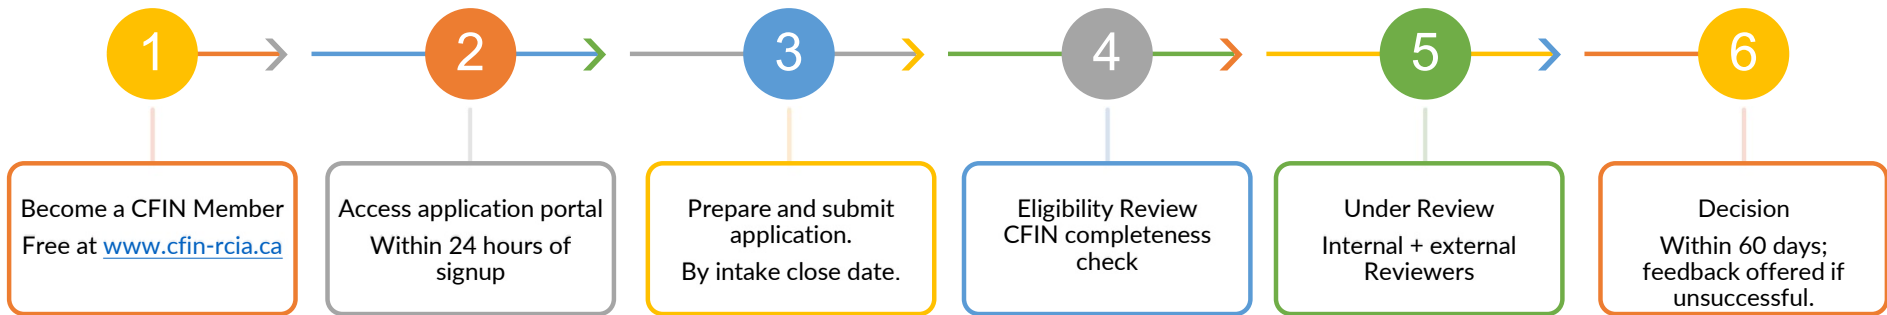 1
2
3
4
5
6
Become a CFIN Member
Free at www.cfin-rcia.ca
Access application portal
Within 24 hours of
signup
Prepare and submit
application.
By intake close date.
Eligibility Review
CFIN completeness
check
Under Review
Internal + external
Reviewers
Decision
Within 60 days;
feedback offered if
unsuccessful.